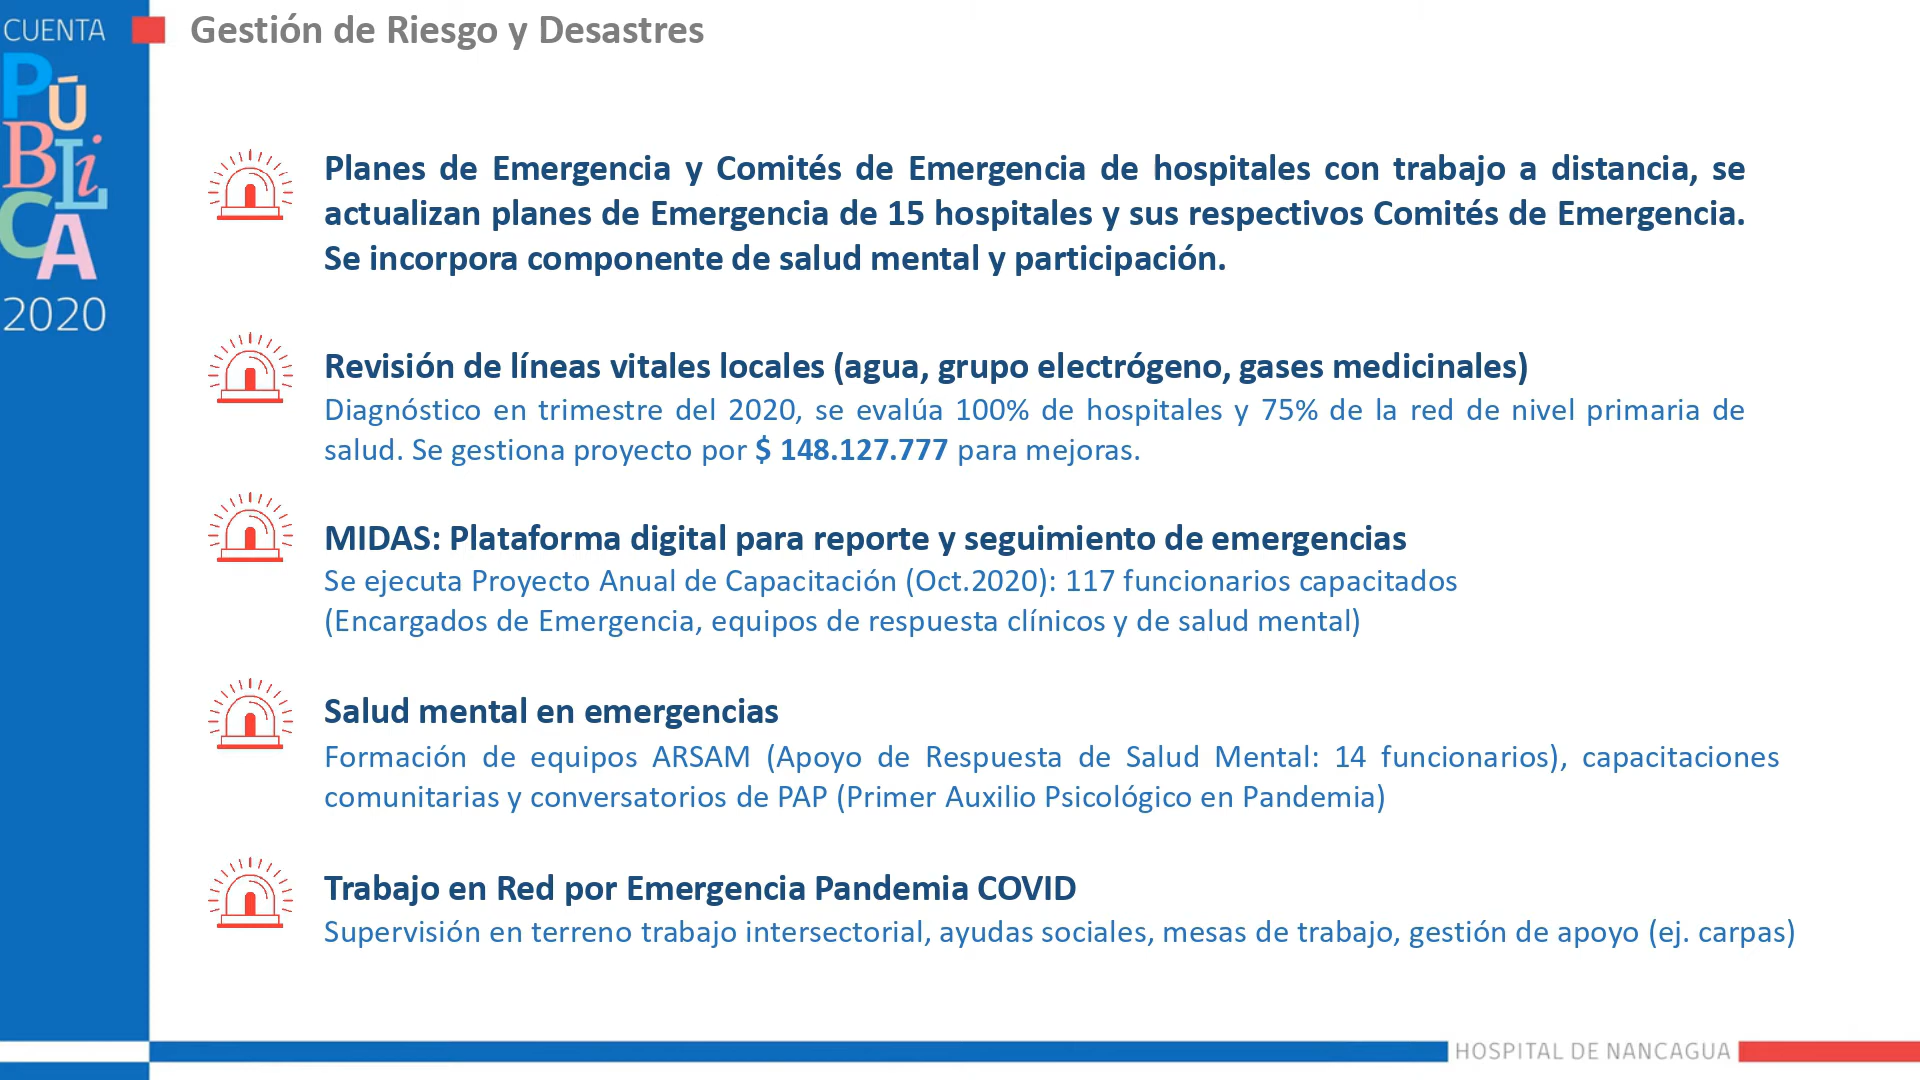 CUENTA
PÚBLiCA
2020
Gestión de Riesgo y Desastres
Planes de Emergencia y Comités de Emergencia de hospitales con trabajo a distancia, se
actualizan planes de Emergencia de 15 hospitales y sus respectivos Comités de Emergencia.
Se incorpora componente de salud mental y participación.
Revisión de líneas vitales locales (agua, grupo electrógeno, gases medicinales)
Diagnóstico en trimestre del 2020, se evalúa 100% de hospitales y 75% de la red de nivel primaria de
salud. Se gestiona proyecto por $ 148.127.777 para mejoras.
MIDAS: Plataforma digital para reporte y seguimiento de emergencias
Se ejecuta Proyecto Anual de Capacitación (Oct.2020): 117 funcionarios capacitados
(Encargados de Emergencia, equipos de respuesta clínicos y de salud mental)
Salud mental en emergencias
Formación de equipos ARSAM (Apoyo de Respuesta de Salud Mental: 14 funcionarios), capacitaciones
comunitarias y conversatorios de PAP (Primer Auxilio Psicológico en Pandemia)
Trabajo en Red por Emergencia Pandemia COVID
Supervisión en terreno trabajo intersectorial, ayudas sociales, mesas de trabajo, gestión de apoyo (ej. carpas)
HOSPITAL DE NANCAGUA